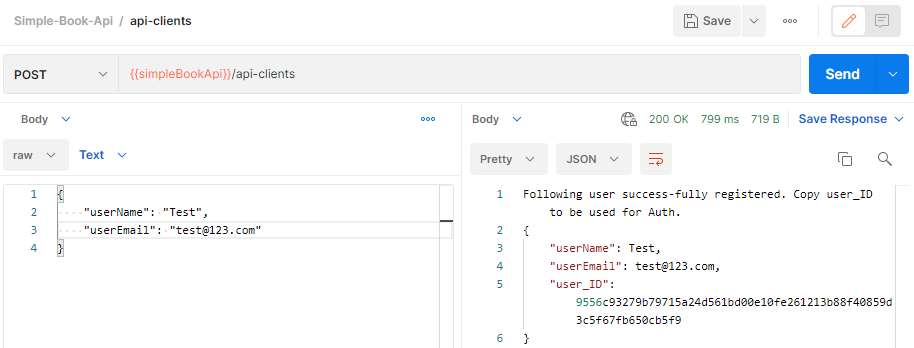 Simple-Book-Api / api-clients
Save
POST
{{simpleBookApi}}/api-clients
Send
Body
raw
Text
1 {
2 "userName": "Test",
3 "userEmail": "test@123.com"
4 }
Body
200 OK 799 ms 719 B
Save Response
Pretty
JSON
1 Following user success-fully registered. Copy user_ID
to be used for Auth.
2 {
3 "userName": Test,
4 "userEmail": test@123.com,
5 "user_ID":
9556c93279b79715a24d561bd00e10fe261213b88f40859d
3c5f67fb650cb5f9
6 }